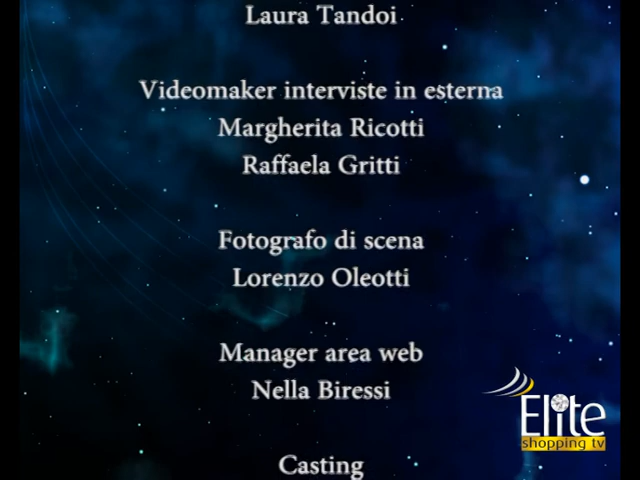 Laura Tandoi
Videomaker interviste in esterna
Margherita Ricotti
Raffaela Gritti
Fotografo di scena
Lorenzo Oleotti
Manager area web
Nella Biressi
Casting
Elite
shopping tv